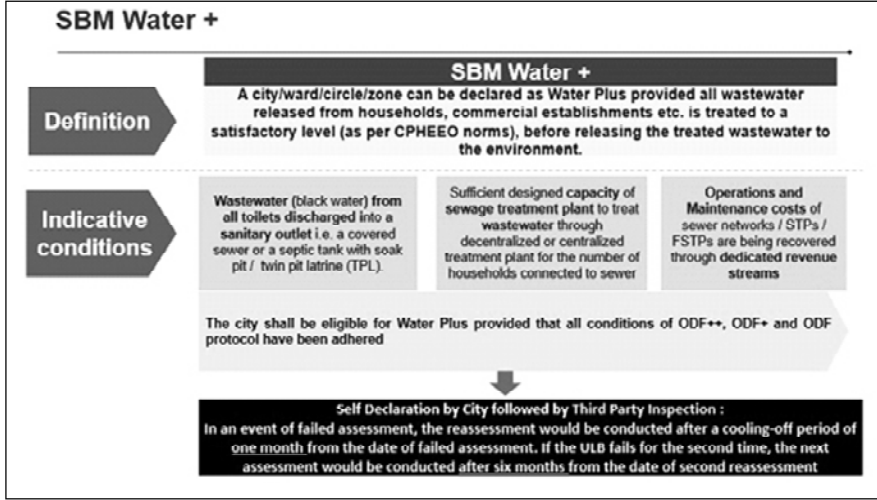 SBM Water +
SBM Water +
Definition
A city/ward/circle/zone can be declared as Water Plus provided all wastewater
released from households, commercial establishments etc. is treated to a
satisfactory level (as per CPHEEO norms), before releasing the treated wastewater to
the environment.
Indicative
conditions
Wastewater (black water) from
all toilets discharged into a
sanitary outlet i.e. a covered
sewer or a septic tank with soak
pit / twin pit latrine (TPL).
Sufficient designed capacity of
sewage treatment plant to treat
wastewater through
decentralized or centralized
treatment plant for the number of
households connected to sewer
Operations and
Maintenance costs of
sewer networks / STPs /
FSTPs are being recovered
through dedicated revenue
streams
The city shall be eligible for Water Plus provided that all conditions of ODF++, ODF+ and ODF
protocol have been adhered
Self Declaration by City followed by Third Party Inspection :
In an event of failed assessment, the reassessment would be conducted after a cooling-off period of
one month from the date of failed assessment. If the ULB fails for the second time, the next
assessment would be conducted after six months from the date of second reassessment